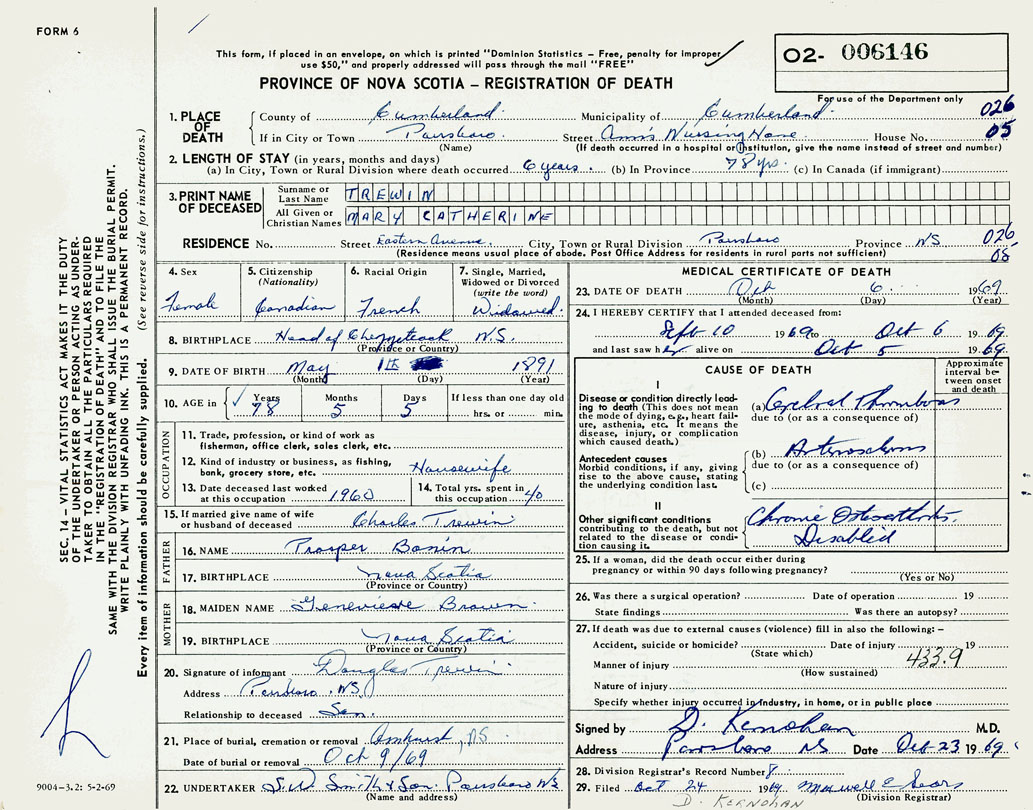 FORM 6
This form, if placed in an envelope, on which is printed "Dominion Statistics – Free, penalty for improper
use $50," and properly addressed will pass through the mail "FREE"
PROVINCE OF NOVA SCOTIA – REGISTRATION OF DEATH
O2- 006146
For use of the Department only
1. PLACE OF DEATH
County of Cumberland Municipality of Cumberland 026
If in City or Town Parrsboro Street Ann's Nursing Home House No. 05
(Name) (If death occurred in a hospital or institution, give the name instead of street and number)
2. LENGTH OF STAY (in years, months and days)
(a) In City, Town or Rural Division where death occurred 6 years. (b) In Province 78 yrs. (c) In Canada (if immigrant)
3. PRINT NAME OF DECEASED
Surname or Last Name TREWIN
All Given or Christian Names MARY CATHERINE
RESIDENCE No. Street Eastern Avenue, City, Town or Rural Division Parrsboro Province NS 026
(Residence means usual place of abode. Post Office Address for residents in rural parts not sufficient) 05
4. Sex Female
5. Citizenship (Nationality) Canadian
6. Racial Origin French
7. Single, Married, Widowed or Divorced (write the word) Widowed
8. BIRTHPLACE Head of Chezzetcook N.S.
(Province or Country)
9. DATE OF BIRTH May 1st 1891
(Month) (Day) (Year)
10. AGE in Years 78 Months 5 Days 5 If less than one day old
hrs. or min.
OCCUPATION
11. Trade, profession, or kind of work as
fisherman, office clerk, sales clerk, etc.
12. Kind of industry or business, as fishing,
bank, grocery store, etc. Housewife
13. Date deceased last worked
at this occupation 1960
14. Total yrs. spent in
this occupation 40
15. If married give name of wife
or husband of deceased Charles Trewin
FATHER
16. NAME Prosper Bonin
17. BIRTHPLACE Nova Scotia
(Province or Country)
MOTHER
18. MAIDEN NAME Genevieve Brown
19. BIRTHPLACE Nova Scotia
(Province or Country)
20. Signature of informant Douglas Trewin
Address Parrsboro. NS.
Relationship to deceased Son.
21. Place of burial, cremation or removal Amhurst, NS
Date of burial or removal Oct 9/69
22. UNDERTAKER S.W. Smith & Son Parrsboro NS
(Name and address)
MEDICAL CERTIFICATE OF DEATH
23. DATE OF DEATH Oct 6 1969
(Month) (Day) (Year)
24. I HEREBY CERTIFY that I attended deceased from:
Sept 10 1969 to Oct 6 1969
and last saw her alive on Oct 5 1969
CAUSE OF DEATH
Approximate interval between onset and death
I
Disease or condition directly leading to death (This does not
mean the mode of dying, e.g., heart failure,
asthenia, etc. It means the
disease, injury, or complication
which caused death.)
(a) Cerebral Thrombosis
due to (or as a consequence of)
Antecedent causes
Morbid conditions, if any, giving
rise to the above cause, stating
the underlying condition last.
(b) Arterosclerosis
due to (or as a consequence of)
(c)
II
Other significant conditions
contributing to the death, but not
related to the disease or condition
causing it.
Chronic Osteoarthritis.
Disabled
25. If a woman, did the death occur either during
pregnancy or within 90 days following pregnancy?
(Yes or No)
26. Was there a surgical operation? Date of operation 19
State findings Was there an autopsy?
27. If death was due to external causes (violence) fill in also the following: –
Accident, suicide or homicide? Date of injury 19
(State which) 433.9
Manner of injury
(How sustained)
Nature of injury
Specify whether injury occurred in industry, in home, or in public place
Signed by D. Kernohan M.D.
Address Parrsboro NS Date Oct 23 1969
28. Division Registrar's Record Number 8
29. Filed Oct 24 1969 Maxwell E Sears
(Division Registrar)
D. KERNOHAN
SEC. 14 – VITAL STATISTICS ACT MAKES IT THE DUTY
OF THE UNDERTAKER OR PERSON ACTING AS UNDERTAKER
TO OBTAIN ALL THE PARTICULARS REQUIRED
IN THE "REGISTRATION OF DEATH" AND TO FILE THE
SAME WITH THE DIVISION REGISTRAR WHO SHALL ISSUE THE BURIAL PERMIT.
WRITE PLAINLY WITH UNFADING INK. THIS IS A PERMANENT RECORD.
Every item of information should be carefully supplied. (See reverse side for instructions.)
9004-3.2: 5-2-69